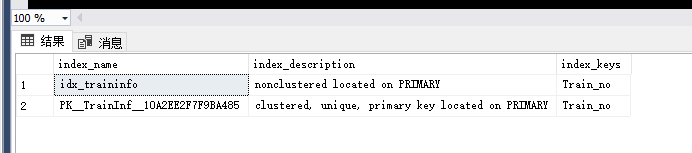 100 %
结果 消息
index_name index_description index_keys
1 idx_traininfo nonclustered located on PRIMARY Train_no
2 PK__TrainInf__10A2EE2F7F9BA485 clustered, unique, primary key located on PRIMARY Train_no